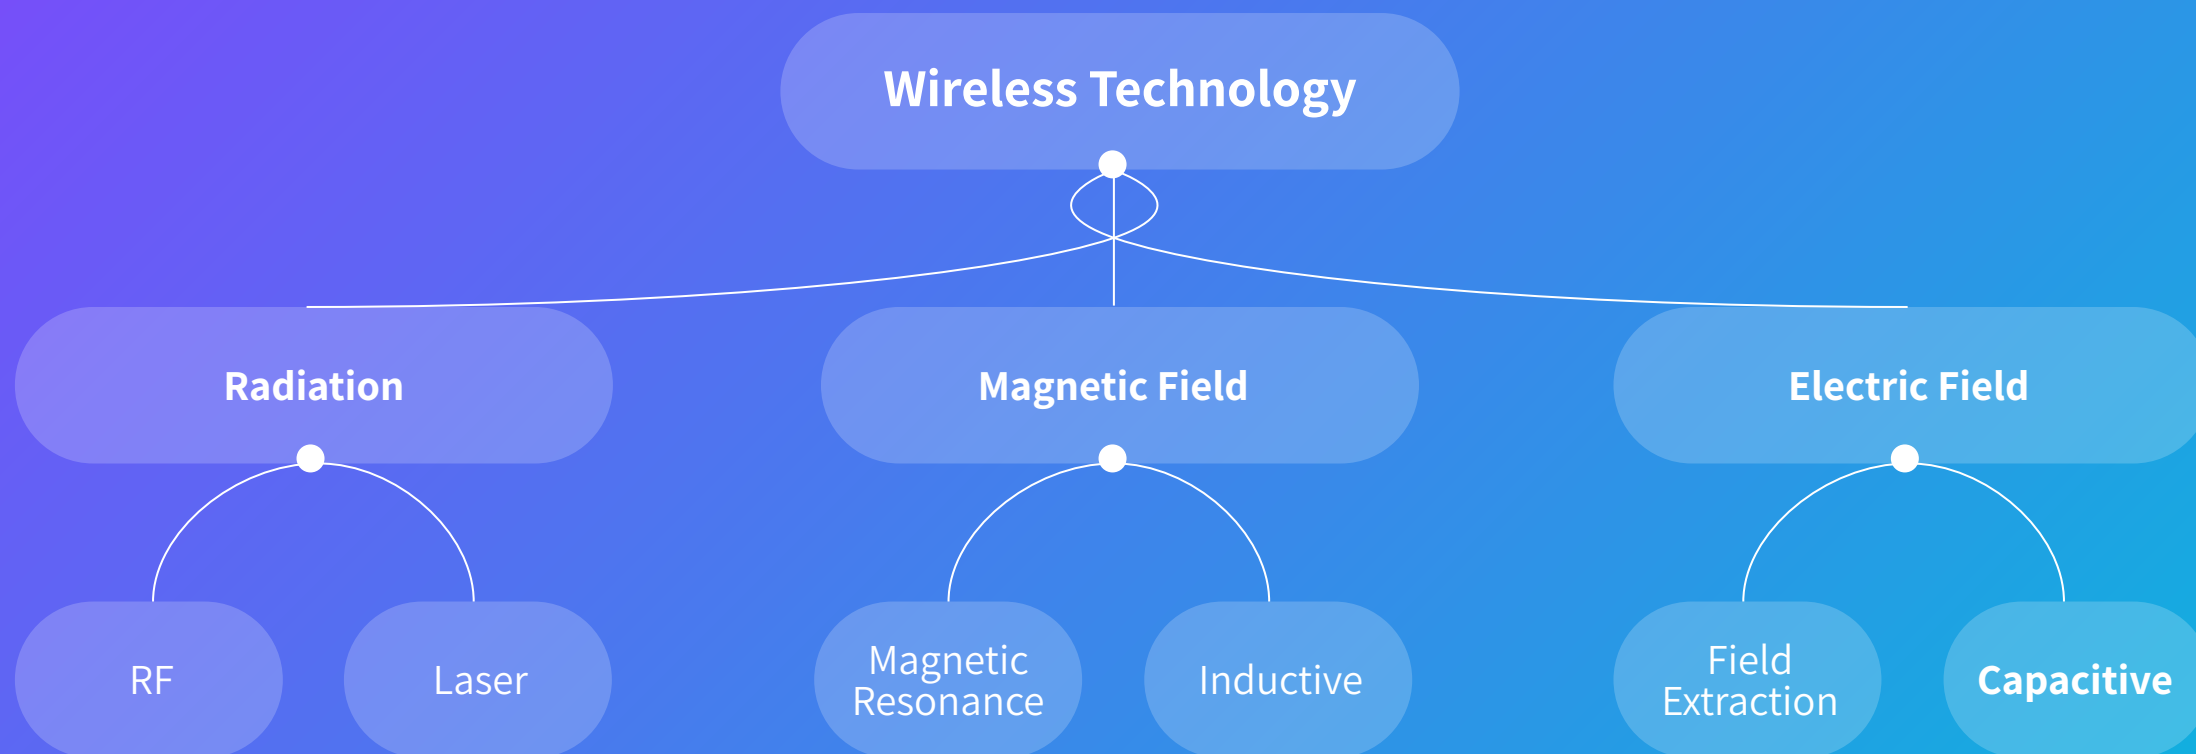 Wireless Technology
Radiation
Magnetic Field
Electric Field
RF
Laser
Magnetic
Resonance
Inductive
Field
Extraction
Capacitive